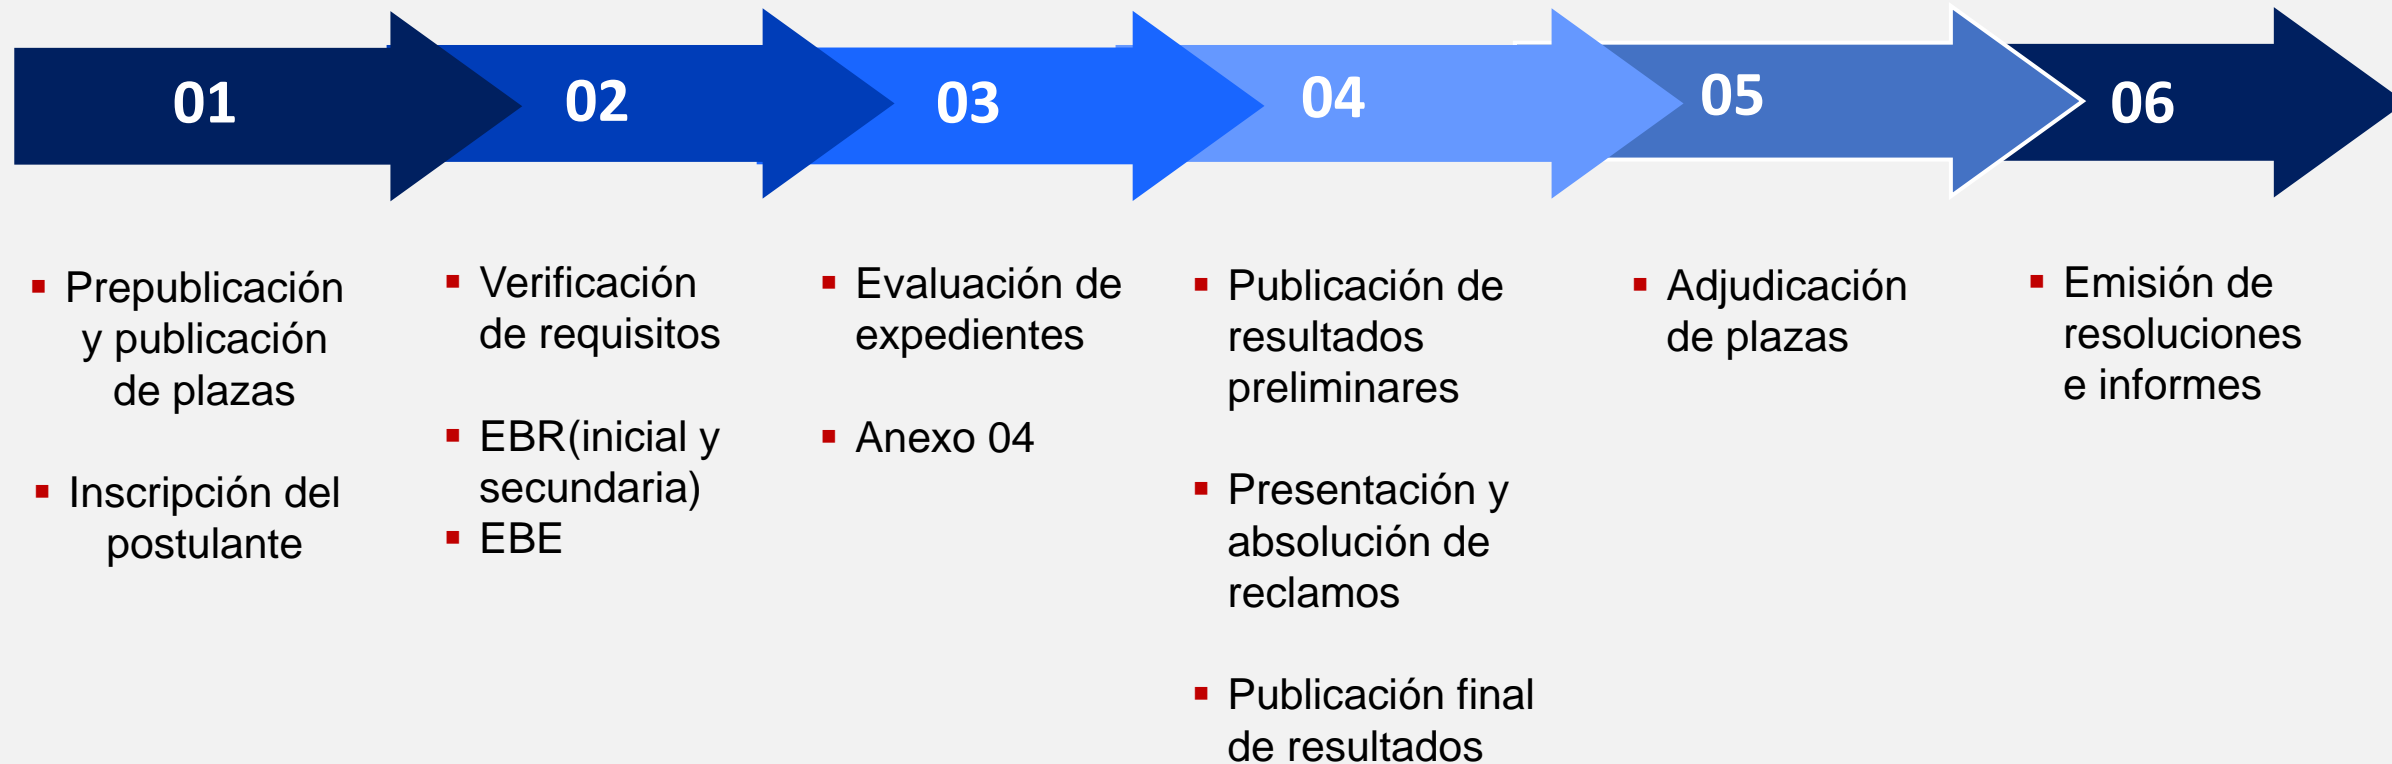 01
02
03
04
05
06
▪ Prepublicación
y publicación
de plazas
▪ Inscripción del
postulante
▪ Verificación
de requisitos
▪ EBR(inicial y
secundaria)
▪ EBE
▪ Evaluación de
expedientes
▪ Anexo 04
▪ Publicación de
resultados
preliminares
▪ Presentación y
absolución de
reclamos
▪ Publicación final
de resultados
▪ Adjudicación
de plazas
▪ Emisión de
resoluciones
e informes